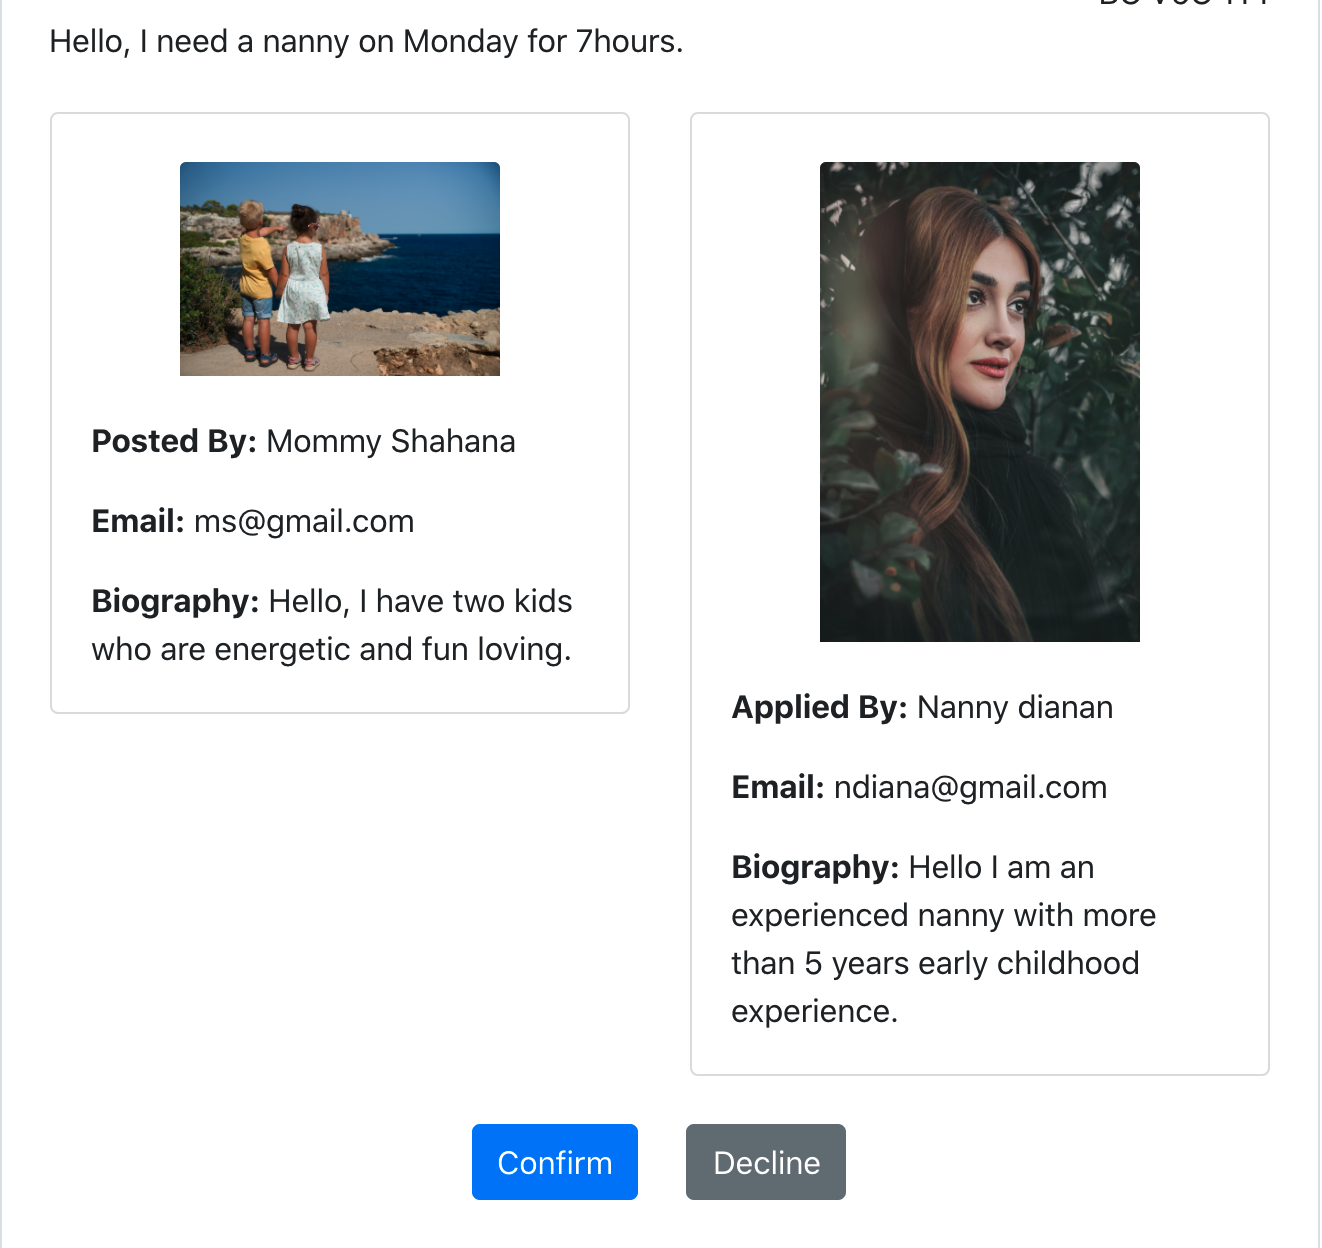 Hello, I need a nanny on Monday for 7hours.
Posted By: Mommy Shahana
Email: ms@gmail.com
Biography: Hello, I have two kids
who are energetic and fun loving.
Applied By: Nanny dianan
Email: ndiana@gmail.com
Biography: Hello I am an
experienced nanny with more
than 5 years early childhood
experience.
Confirm
Decline